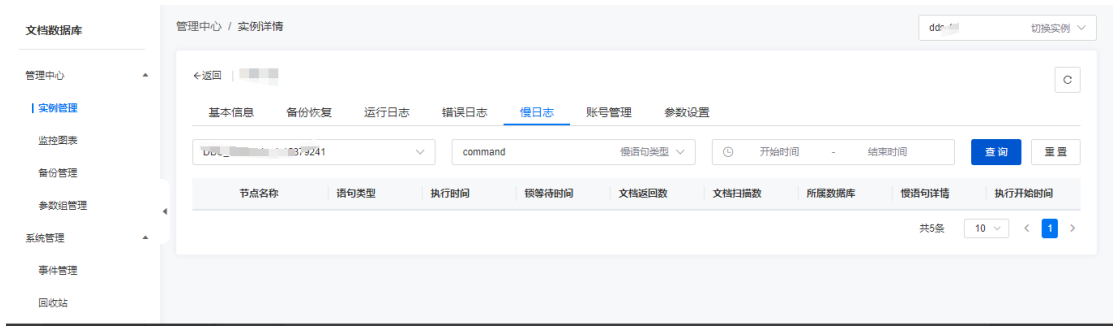 文档数据库
管理中心 / 实例详情
切换实例
管理中心
实例管理
监控图表
备份管理
参数组管理
系统管理
事件管理
回收站
←返回
基本信息 备份恢复 运行日志 错误日志 慢日志 账号管理 参数设置
command 慢语句类型 开始时间 - 结束时间 查询 重置
节点名称 语句类型 执行时间 锁等待时间 文档返回数 文档扫描数 所属数据库 慢语句详情 执行开始时间
共5条 10 < 1 >